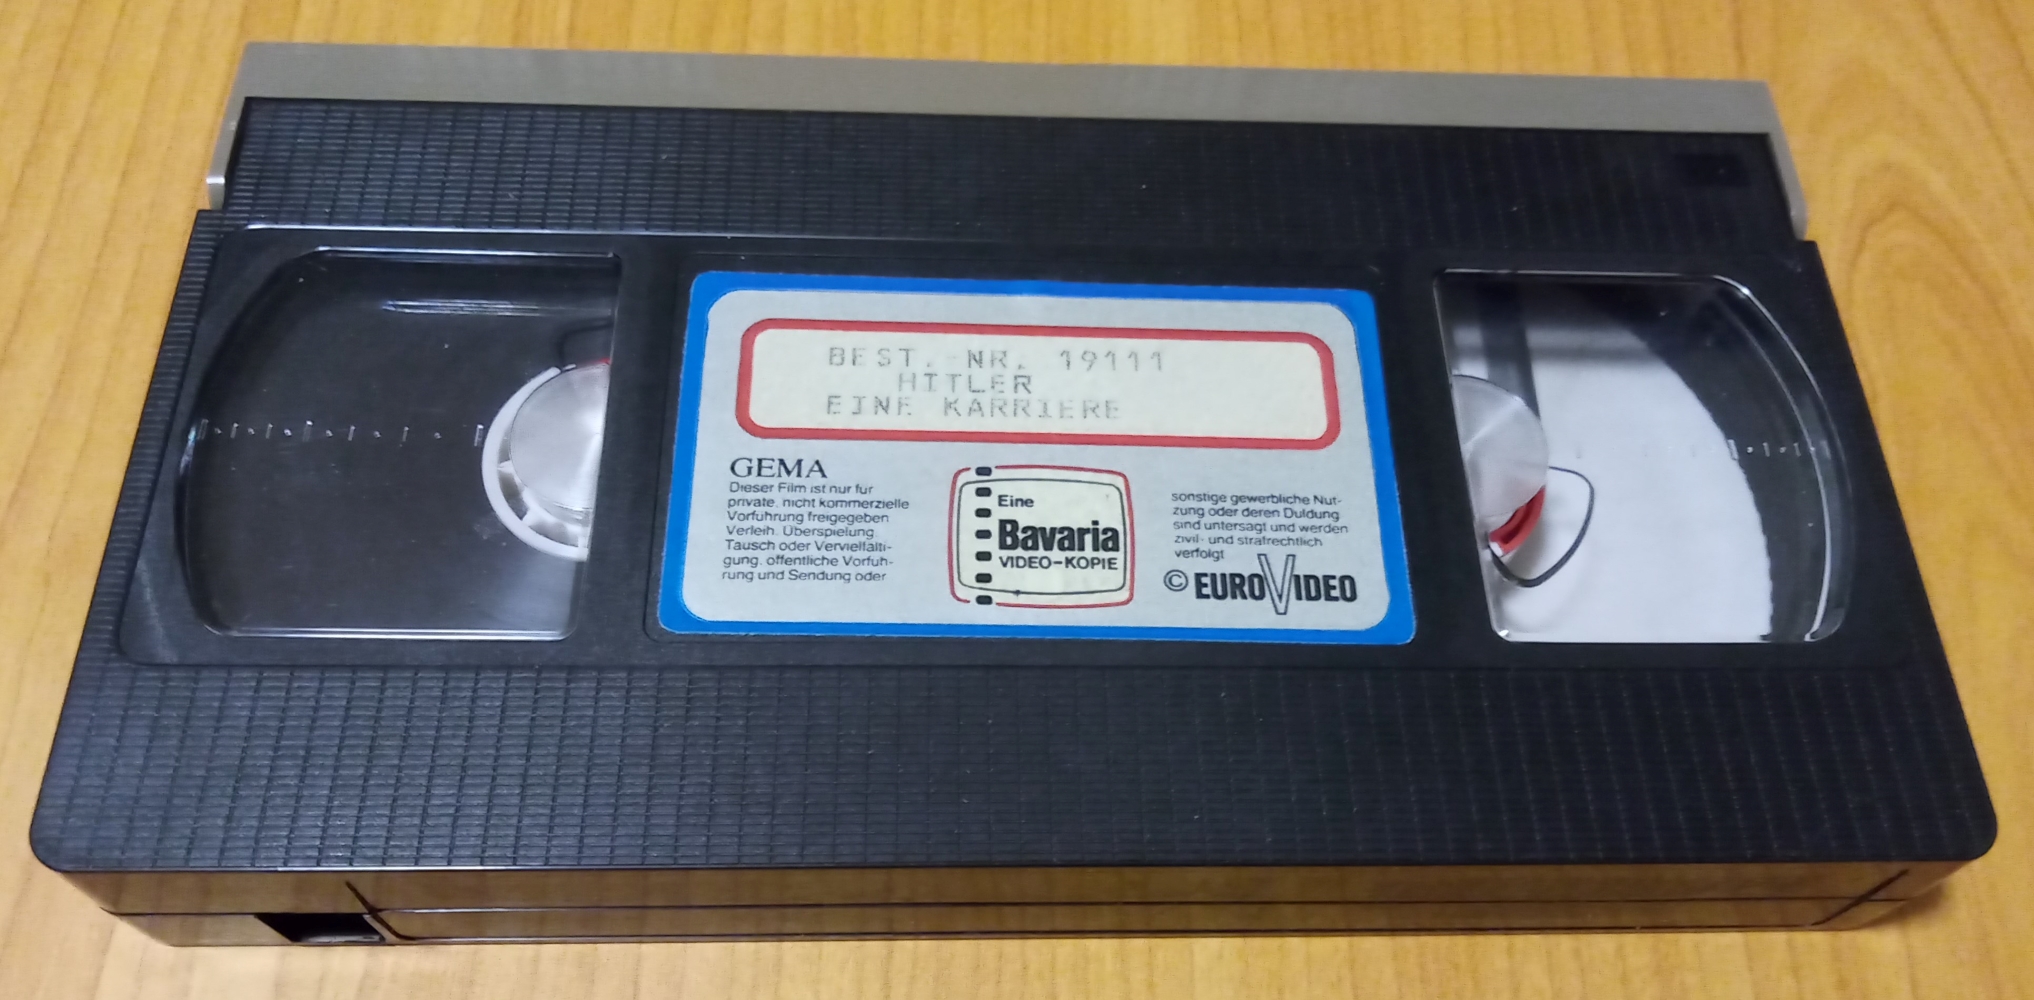 BEST.-NR. 19111
HITLER
EINE KARRIERE
GEMA
Dieser Film ist nur für
private, nicht kommerzielle
Vorführung freigegeben
Verleih, Überspielung,
Tausch oder Vervielfälti-
gung, öffentliche Vorfüh-
rung und Sendung oder
Eine
Bavaria
VIDEO-KOPIE
sonstige gewerbliche Nut-
zung oder deren Duldung
sind untersagt und werden
zivil- und strafrechtlich
verfolgt
© EUROVIDEO